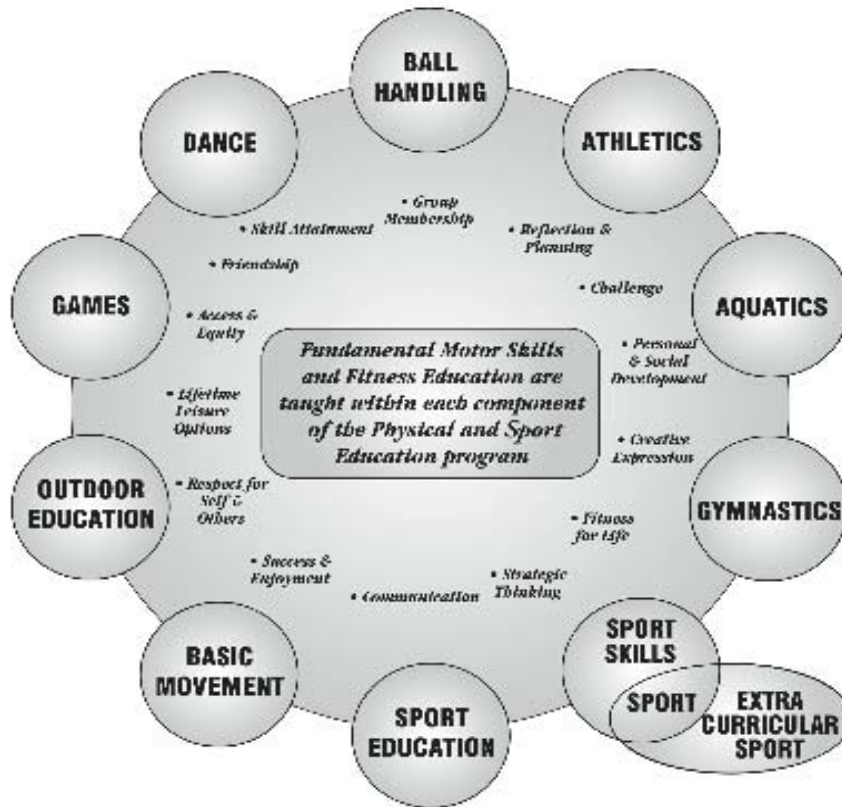 BALL
HANDLING
DANCE
ATHLETICS
• Group
Membership
• Skill Attainment
• Reflection &
Planning
• Friendship
• Challenge
GAMES
AQUATICS
• Access &
Equity
• Personal
& Social
Development
Fundamental Motor Skills
and Fitness Education are
taught within each component
of the Physical and Sport
Education program
• Lifetime
Leisure
Options
• Creative
Expression
OUTDOOR
EDUCATION
• Respect for
Self &
Others
GYMNASTICS
• Fitness
for Life
• Success &
Enjoyment
• Strategic
Thinking
• Communication
BASIC
MOVEMENT
SPORT
SKILLS
SPORT
EDUCATION
SPORT
EXTRA
CURRICULAR
SPORT